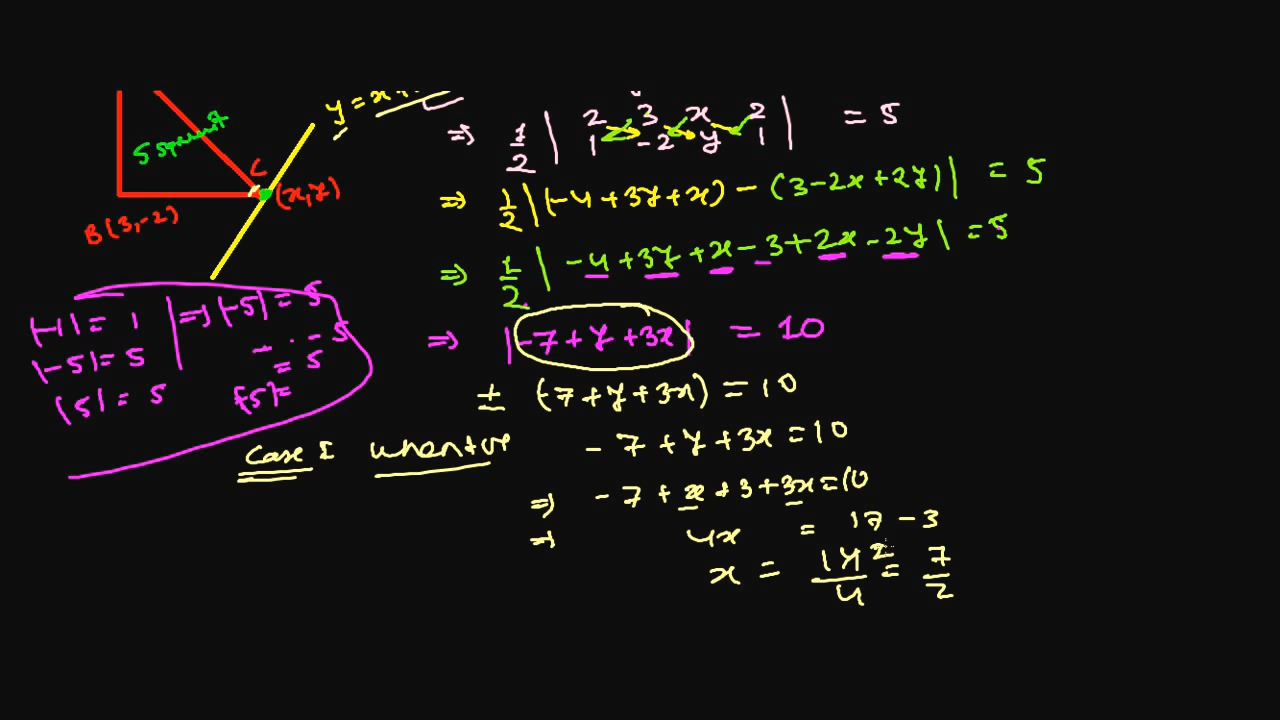 y = x+
5 squnit
C
(x,y)
B(3,-2)
⇒ 1/2 | 2 3 x 2
1 -2 y 1 | = 5
⇒ 1/2 |(-4 + 3y + x) - (3-2x+2y)| = 5
⇒ 1/2 | -4 + 3y + x - 3 + 2x - 2y| = 5
|-1| = 1 | ⇒ |-5| = 5
|-5| = 5 - . - 5
= 5
|5| = 5 |-5|=
⇒ |-7 + y + 3x| = 10
± (-7+y+3x) = 10
Case I when +ve - 7 + y + 3x = 10
⇒ - 7 + x + 3 + 3x = 10
⇒ 4x = 17 - 3
x = 14/4 2 = 7/2